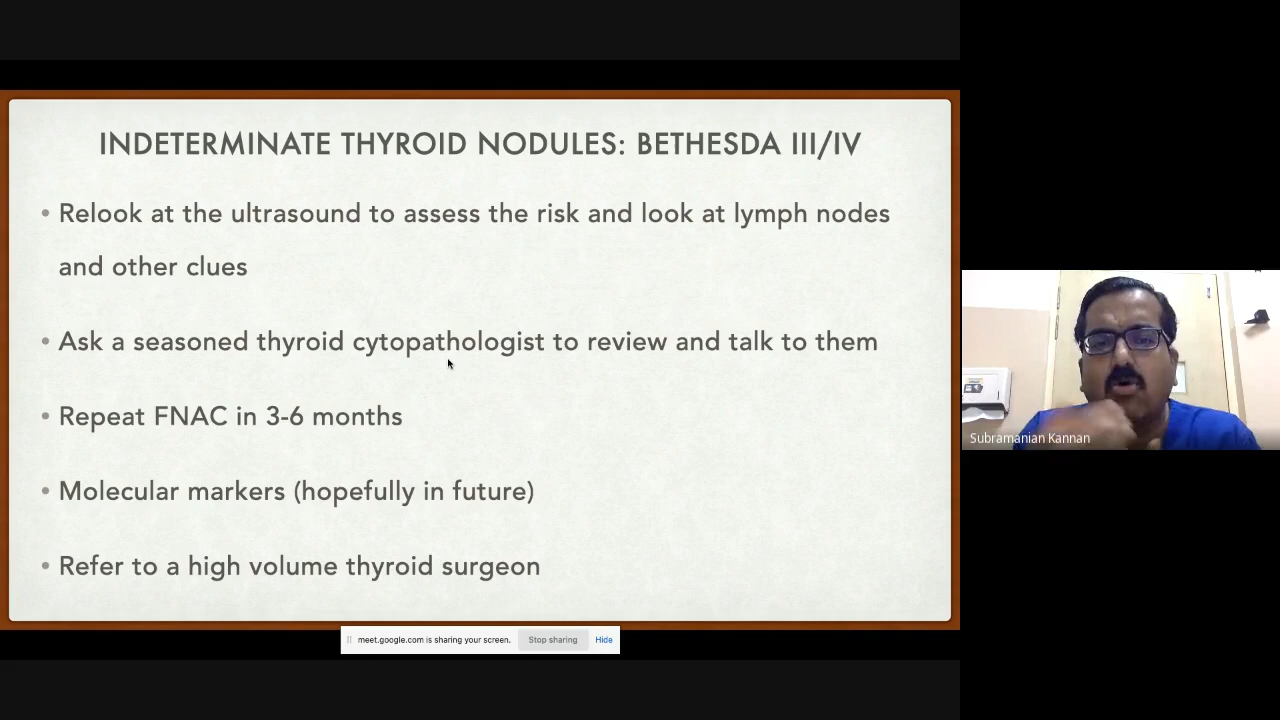 INDETERMINATE THYROID NODULES: BETHESDA III/IV
• Relook at the ultrasound to assess the risk and look at lymph nodes
and other clues
• Ask a seasoned thyroid cytopathologist to review and talk to them
• Repeat FNAC in 3-6 months
• Molecular markers (hopefully in future)
• Refer to a high volume thyroid surgeon
meet.google.com is sharing your screen. Stop sharing Hide
Subramanian Kannan